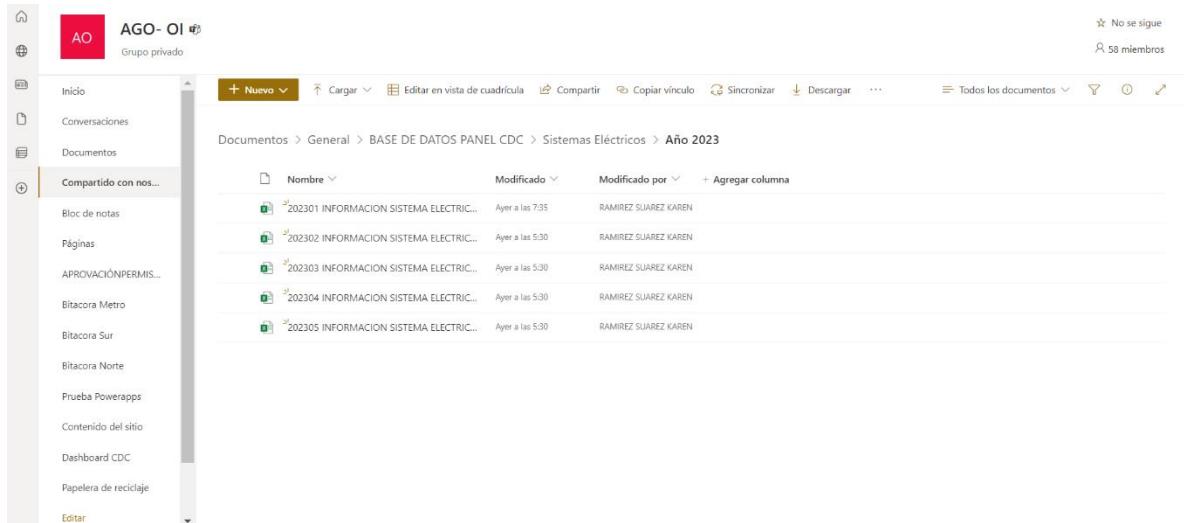 AO
AGO- OI
Grupo privado
No se sigue
58 miembros
Inicio
Conversaciones
Documentos
Compartido con nos...
Bloc de notas
Páginas
APROVACIÓNPERMIS...
Bitacora Metro
Bitacora Sur
Bitacora Norte
Prueba Powerapps
Contenido del sitio
Dashboard CDC
Papelera de reciclaje
Editar
+ Nuevo Cargar Editar en vista de cuadrícula Compartir Copiar vínculo Sincronizar Descargar ... Todos los documentos
Documentos > General > BASE DE DATOS PANEL CDC > Sistemas Eléctricos > Año 2023
Nombre Modificado Modificado por + Agregar columna
202301 INFORMACION SISTEMA ELECTRIC... Ayer a las 7:35 RAMIREZ SUAREZ KAREN
202302 INFORMACION SISTEMA ELECTRIC... Ayer a las 5:30 RAMIREZ SUAREZ KAREN
202303 INFORMACION SISTEMA ELECTRIC... Ayer a las 5:30 RAMIREZ SUAREZ KAREN
202304 INFORMACION SISTEMA ELECTRIC... Ayer a las 5:30 RAMIREZ SUAREZ KAREN
202305 INFORMACION SISTEMA ELECTRIC... Ayer a las 5:30 RAMIREZ SUAREZ KAREN